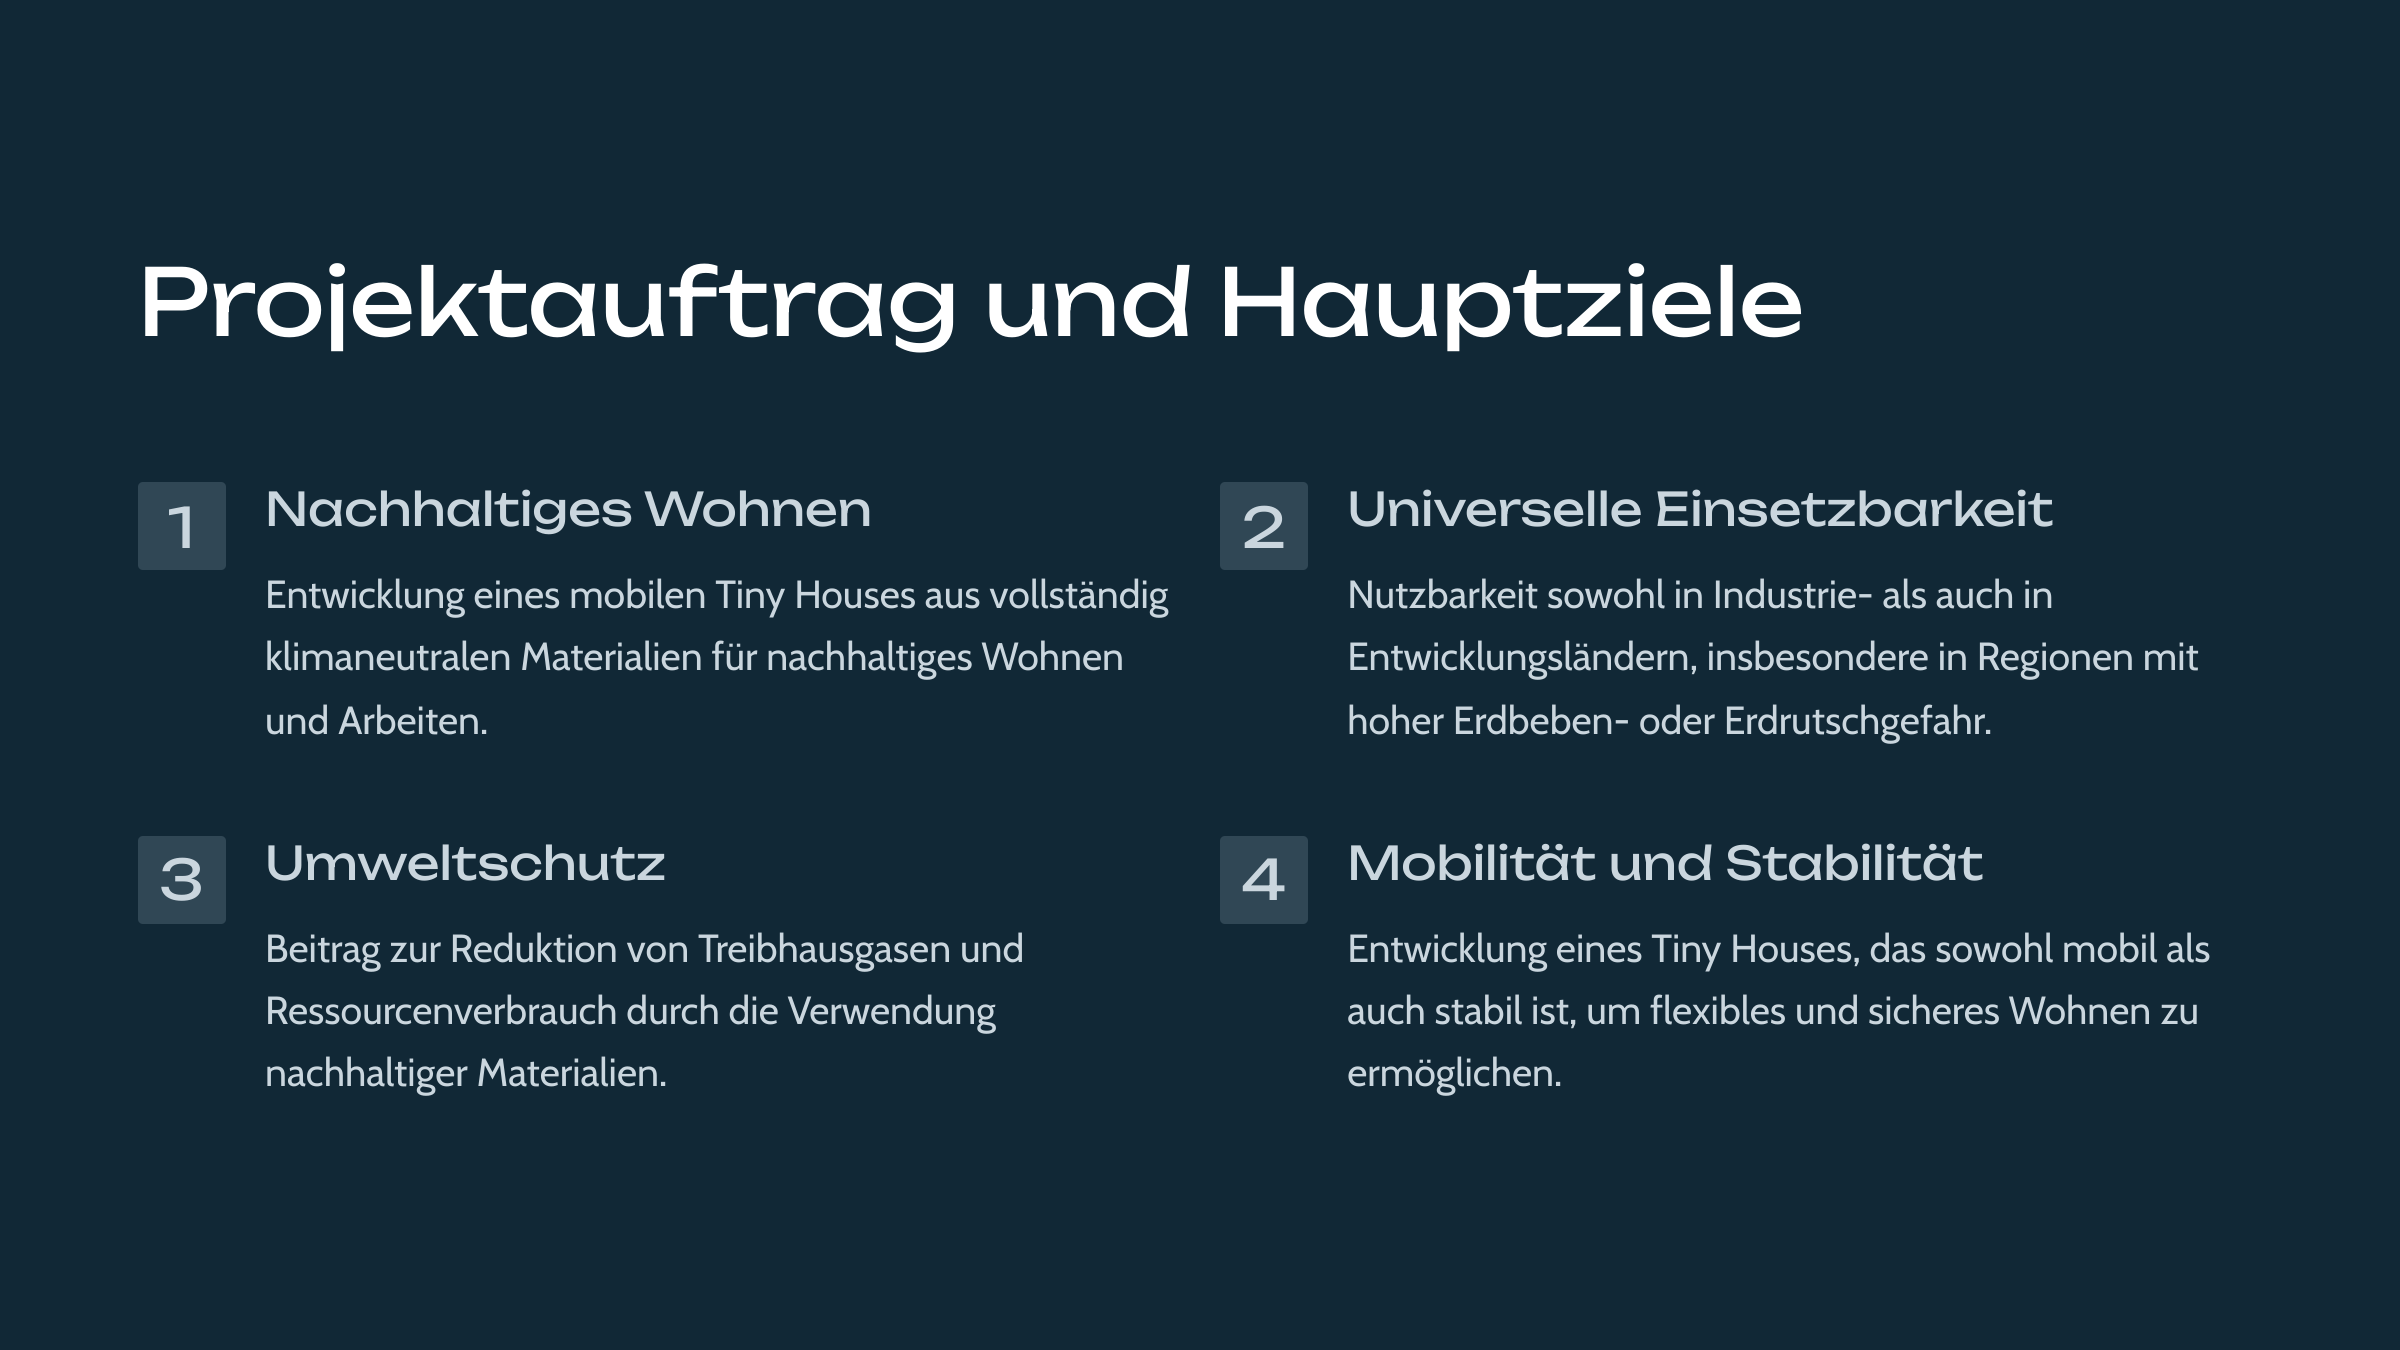 Projektauftrag und Hauptziele
1
Nachhaltiges Wohnen
Entwicklung eines mobilen Tiny Houses aus vollständig
klimaneutralen Materialien für nachhaltiges Wohnen
und Arbeiten.
2
Universelle Einsetzbarkeit
Nutzbarkeit sowohl in Industrie- als auch in
Entwicklungsländern, insbesondere in Regionen mit
hoher Erdbeben- oder Erdrutschgefahr.
3
Umweltschutz
Beitrag zur Reduktion von Treibhausgasen und
Ressourcenverbrauch durch die Verwendung
nachhaltiger Materialien.
4
Mobilität und Stabilität
Entwicklung eines Tiny Houses, das sowohl mobil als
auch stabil ist, um flexibles und sicheres Wohnen zu
ermöglichen.